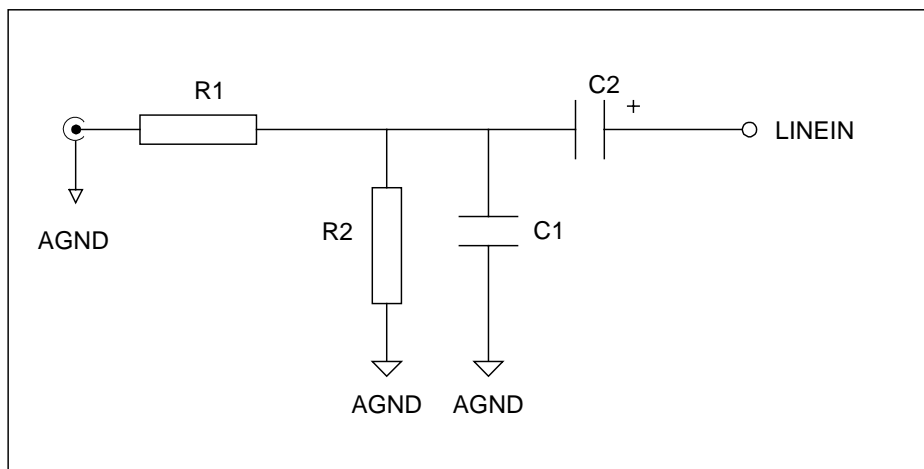 R1
C2
+
LINEIN
AGND
R2
C1
AGND
AGND